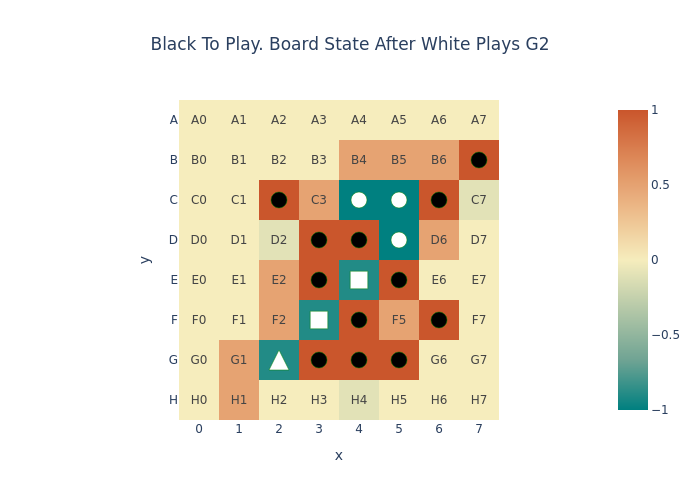 Black To Play. Board State After White Plays G2
A A0 A1 A2 A3 A4 A5 A6 A7
B B0 B1 B2 B3 B4 B5 B6
C C0 C1 C3 C7
D D0 D1 D2 D6 D7
E E0 E1 E2 E6 E7
F F0 F1 F2 F5 F7
G G0 G1 G6 G7
H H0 H1 H2 H3 H4 H5 H6 H7
0 1 2 3 4 5 6 7
x
y
1
0.5
0
−0.5
−1